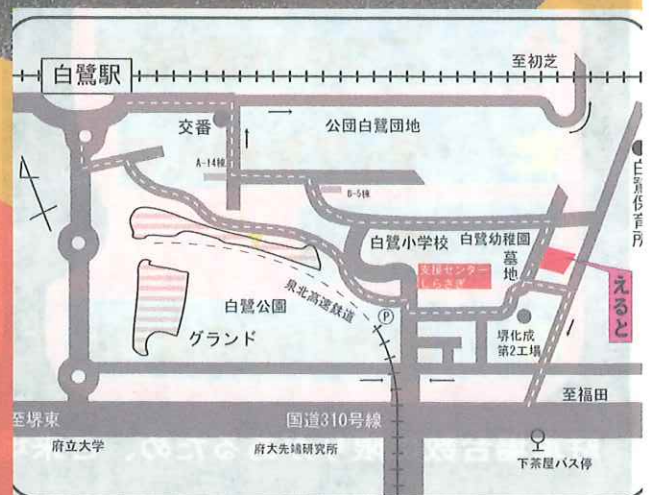 白鷺駅
至初芝
交番
公団白鷺団地
A-14棟
B-5棟
白鷺保育所
白鷺小学校
白鷺幼稚園
墓地
支援センター
しらさぎ
えると
泉北高速鉄道
白鷺公園
グランド
P
堺化成
第2工場
至福田
至堺東
国道310号線
府立大学
府大先端研究所
下茶屋バス停